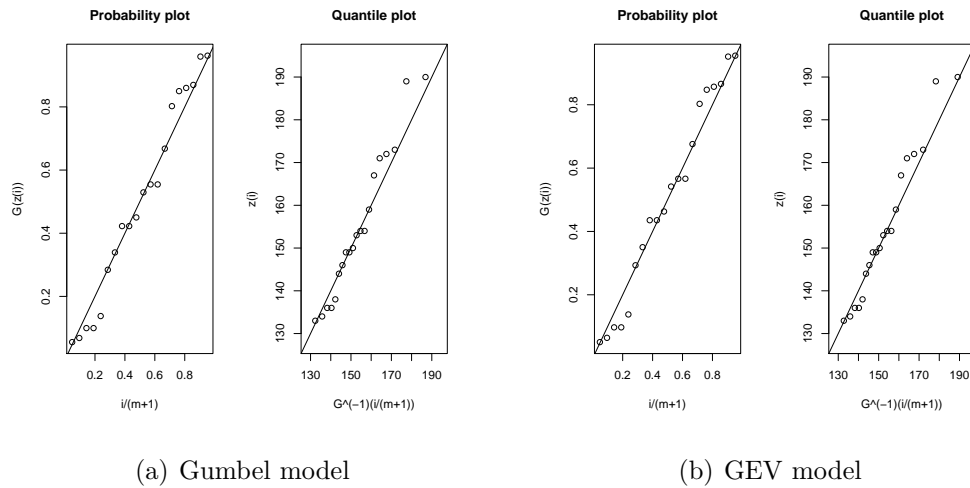 Probability plot
G(z(i))
0.2 0.4 0.6 0.8
0.2 0.4 0.6 0.8
i/(m+1)
Quantile plot
z(i)
130 140 150 160 170 180 190
130 150 170 190
G^(−1)(i/(m+1))
(a) Gumbel model
Probability plot
G(z(i))
0.2 0.4 0.6 0.8
0.2 0.4 0.6 0.8
i/(m+1)
Quantile plot
z(i)
130 140 150 160 170 180 190
130 150 170 190
G^(−1)(i/(m+1))
(b) GEV model